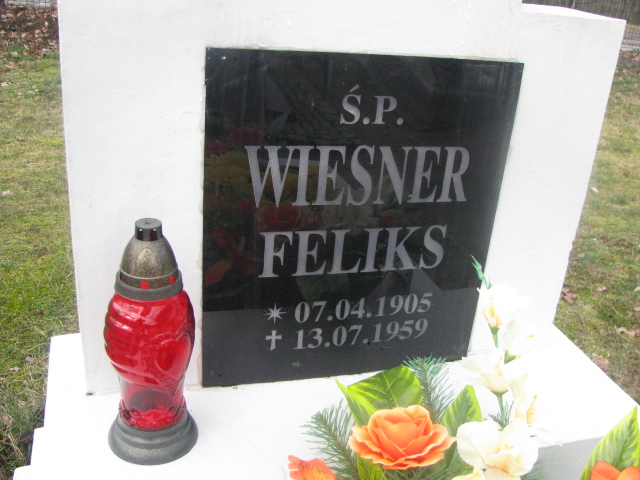 Ś.P.
WIESNER
FELIKS
✴ 07.04.1905
✝ 13.07.1959